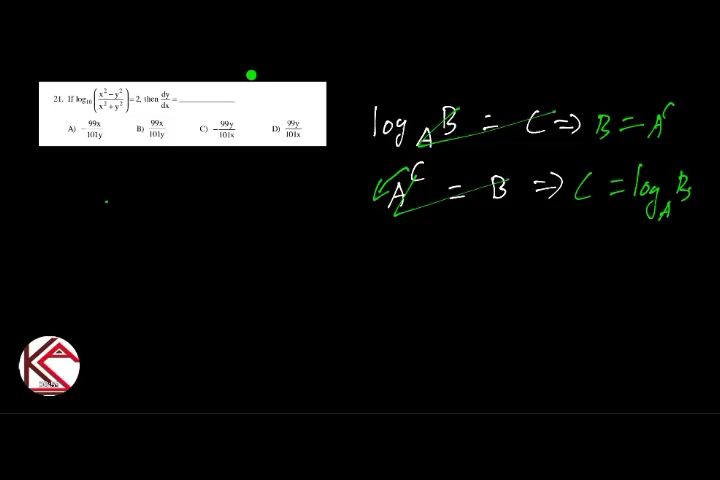 21. If log₁₀ (x² − y² / x² + y²) = 2, then dy/dx = ____________
A) − 99x/101y B) 99x/101y C) − 99y/101x D) 99y/101x
log_A B = C ⇒ B = A^C
A^C = B ⇒ C = log_A B